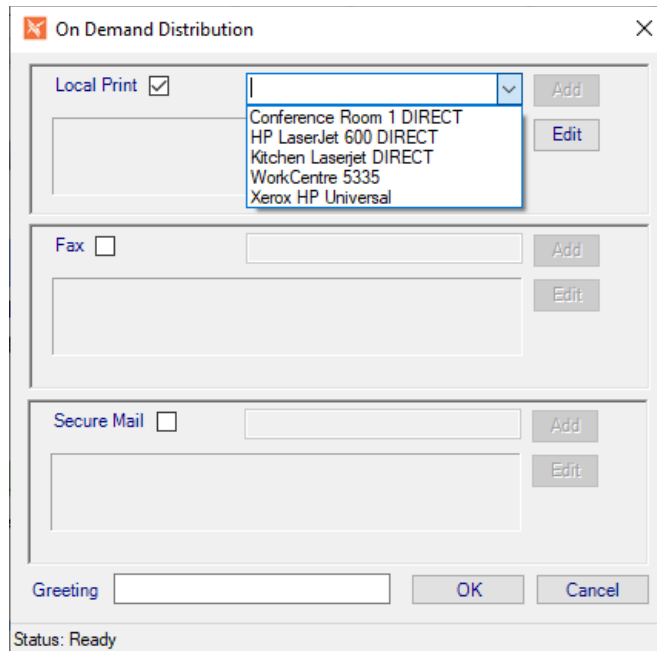 On Demand Distribution
Local Print
Add
Conference Room 1 DIRECT
HP LaserJet 600 DIRECT
Kitchen Laserjet DIRECT
WorkCentre 5335
Xerox HP Universal
Edit
Fax
Add
Edit
Secure Mail
Add
Edit
Greeting
OK
Cancel
Status: Ready